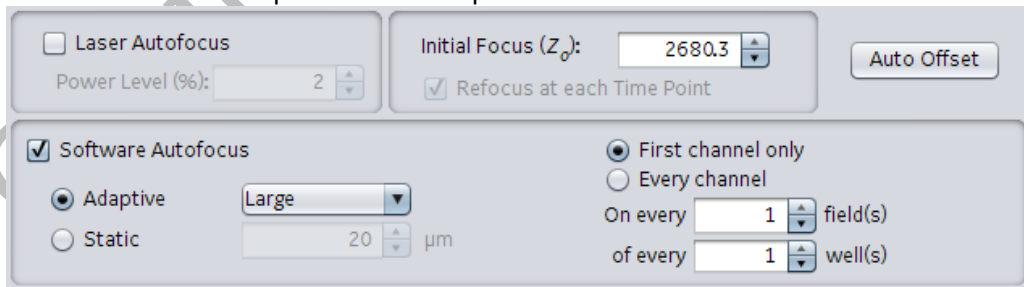 Laser Autofocus
Power Level (%): 2
Initial Focus (Zo): 2680.3
Refocus at each Time Point
Auto Offset
Software Autofocus
Adaptive Large
Static 20 µm
First channel only
Every channel
On every 1 field(s)
of every 1 well(s)